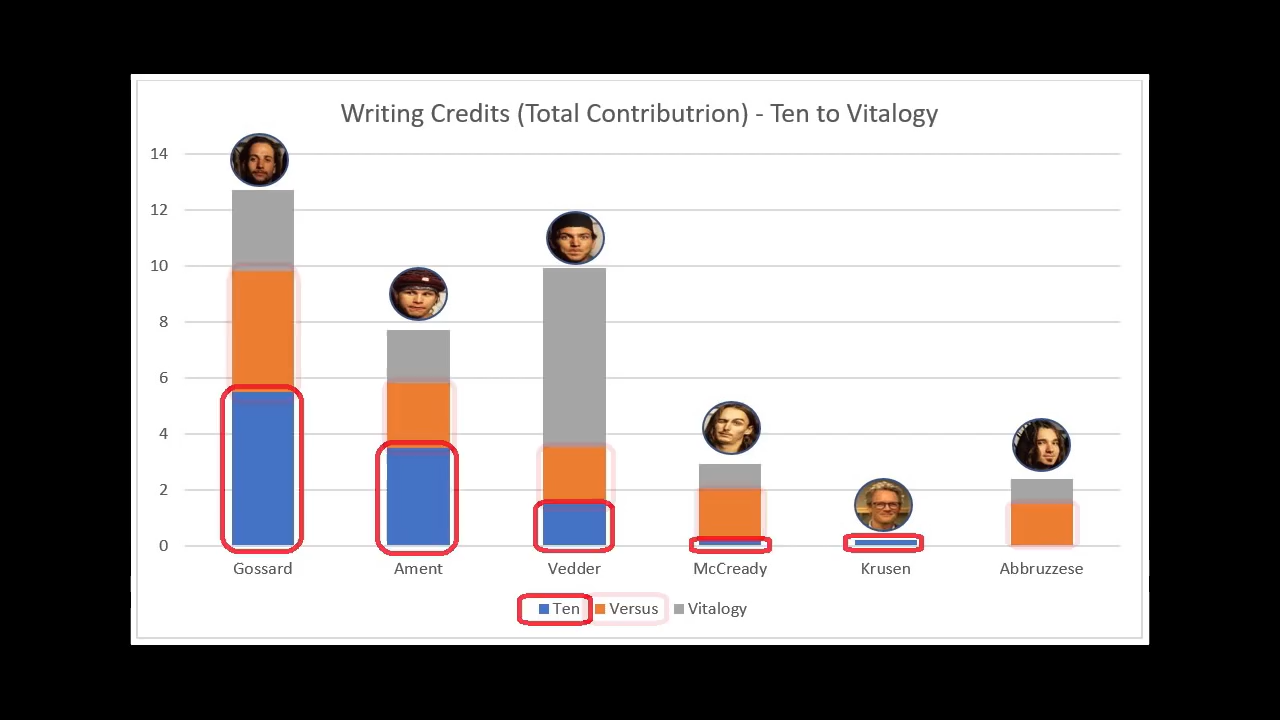 Writing Credits (Total Contributrion) - Ten to Vitalogy
14
12
10
8
6
4
2
0
Gossard Ament Vedder McCready Krusen Abbruzzese
Ten Versus Vitalogy